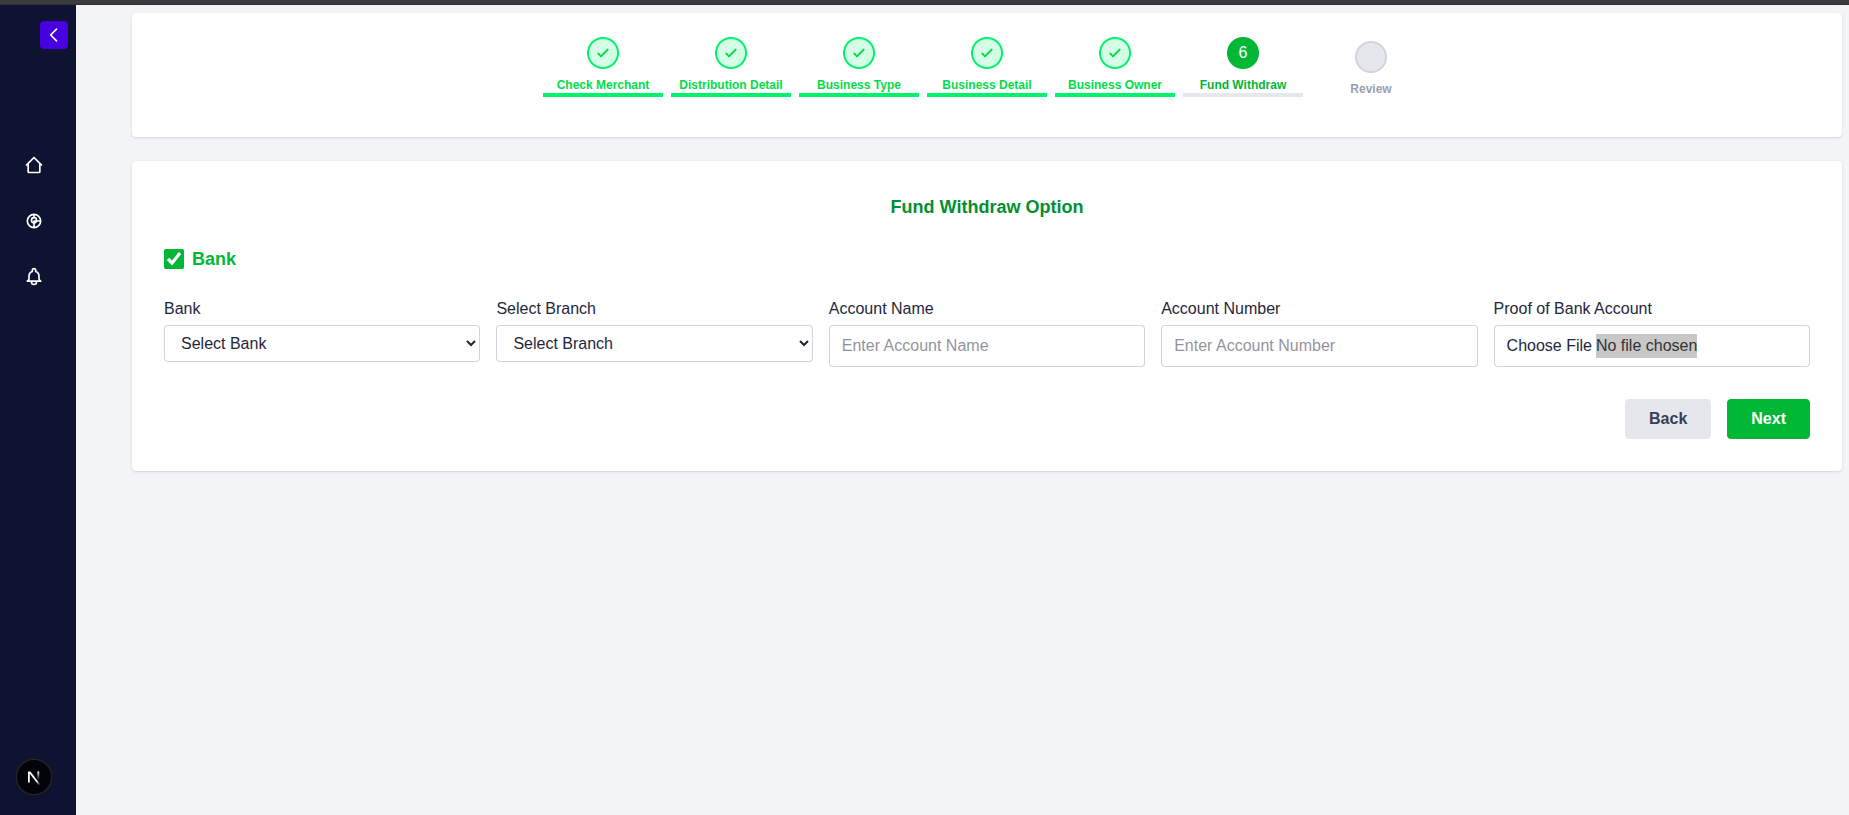 6
Check Merchant
Distribution Detail
Business Type
Business Detail
Business Owner
Fund Withdraw
Review
Fund Withdraw Option
Bank
Bank
Select Branch
Account Name
Account Number
Proof of Bank Account
Select Bank
Select Branch
Enter Account Name
Enter Account Number
Choose File No file chosen
Back
Next
N